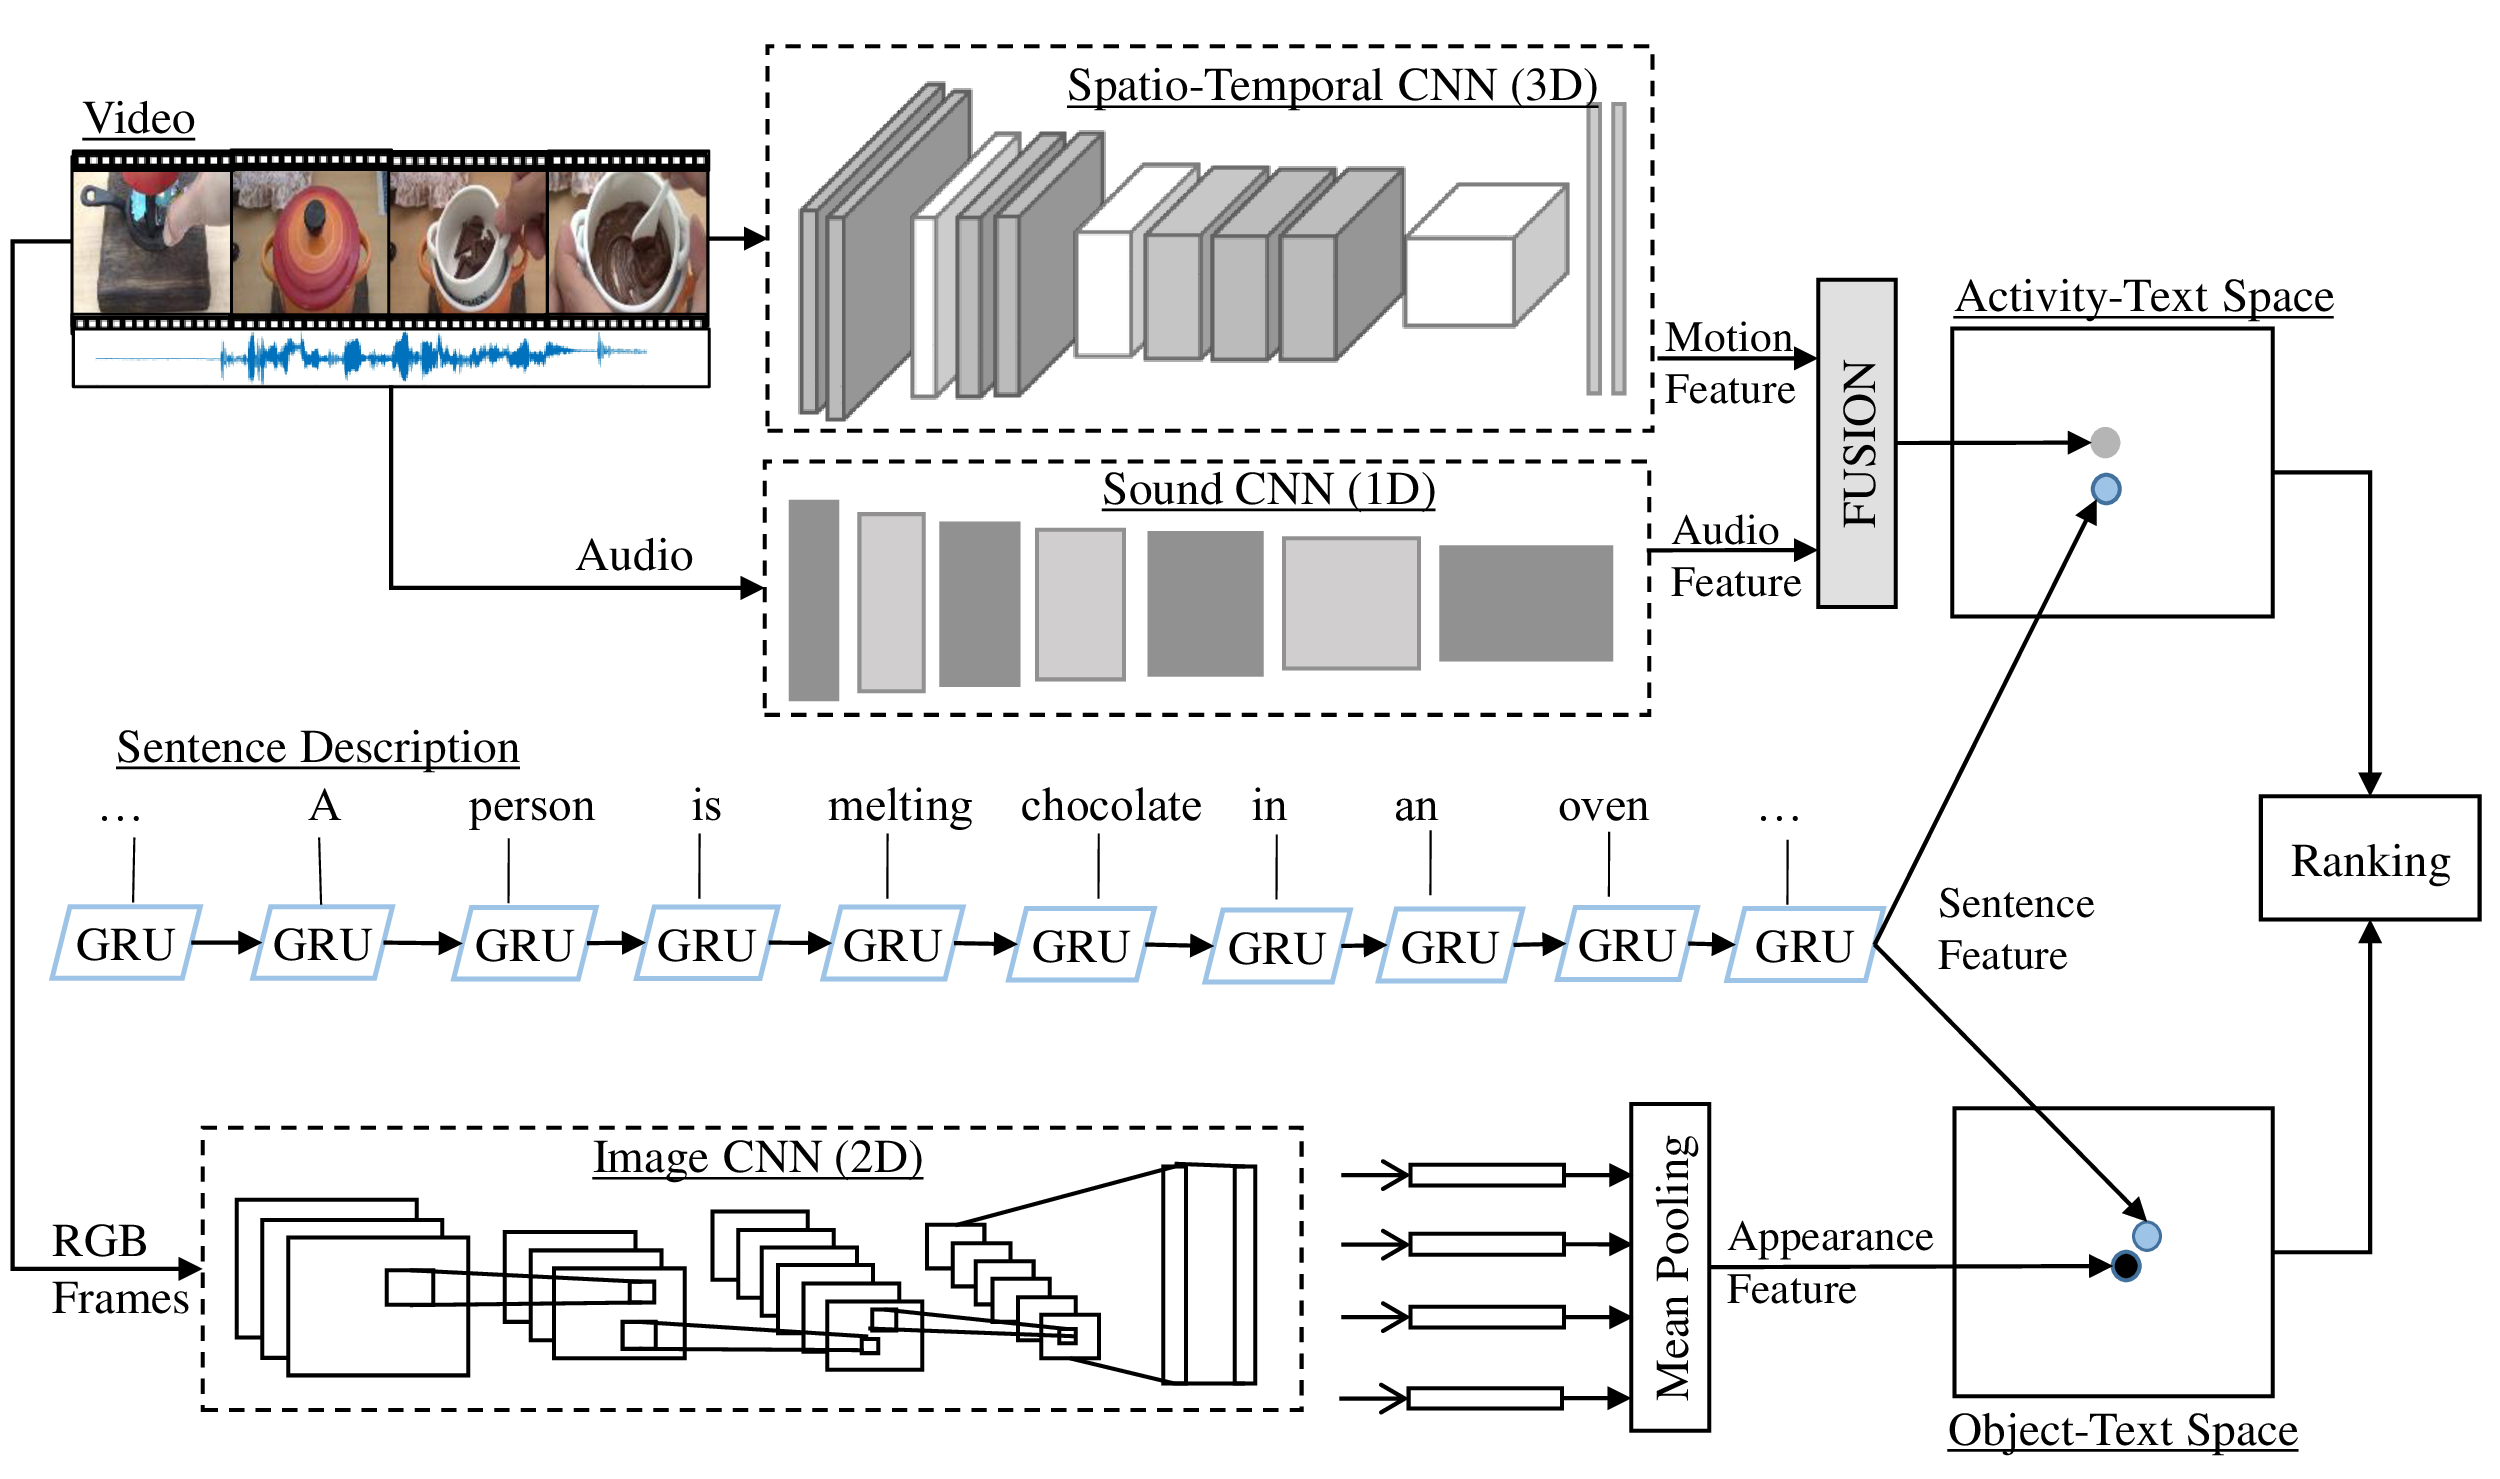 Spatio-Temporal CNN (3D)
Video
Activity-Text Space
Motion
Feature
FUSION
Sound CNN (1D)
Audio
Audio
Feature
Sentence Description
… A person is melting chocolate in an oven …
GRU GRU GRU GRU GRU GRU GRU GRU GRU GRU
Sentence
Feature
Ranking
Image CNN (2D)
RGB
Frames
Mean Pooling
Appearance
Feature
Object-Text Space